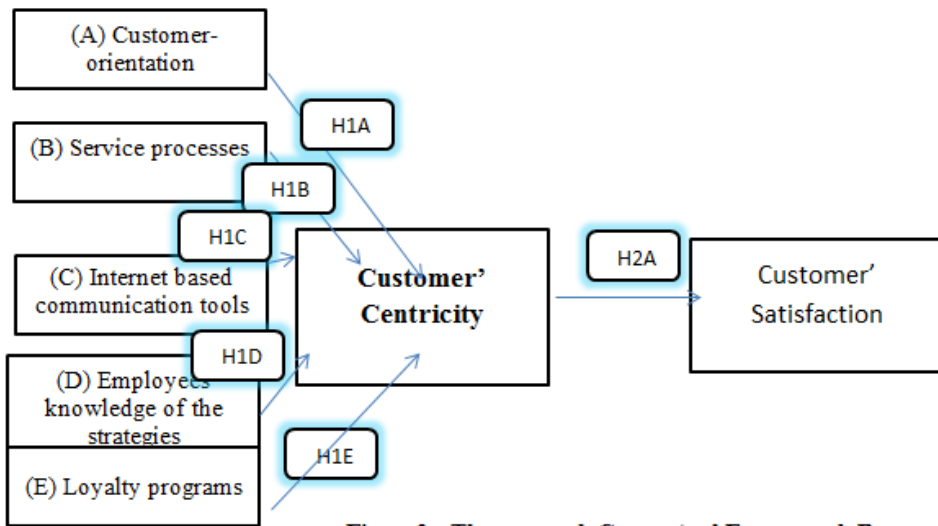 (A) Customer-
orientation
H1A
(B) Service processes
H1B
H1C
(C) Internet based
communication tools
Customer’
Centricity
H2A
Customer’
Satisfaction
H1D
(D) Employees
knowledge of the
strategies
(E) Loyalty programs
H1E